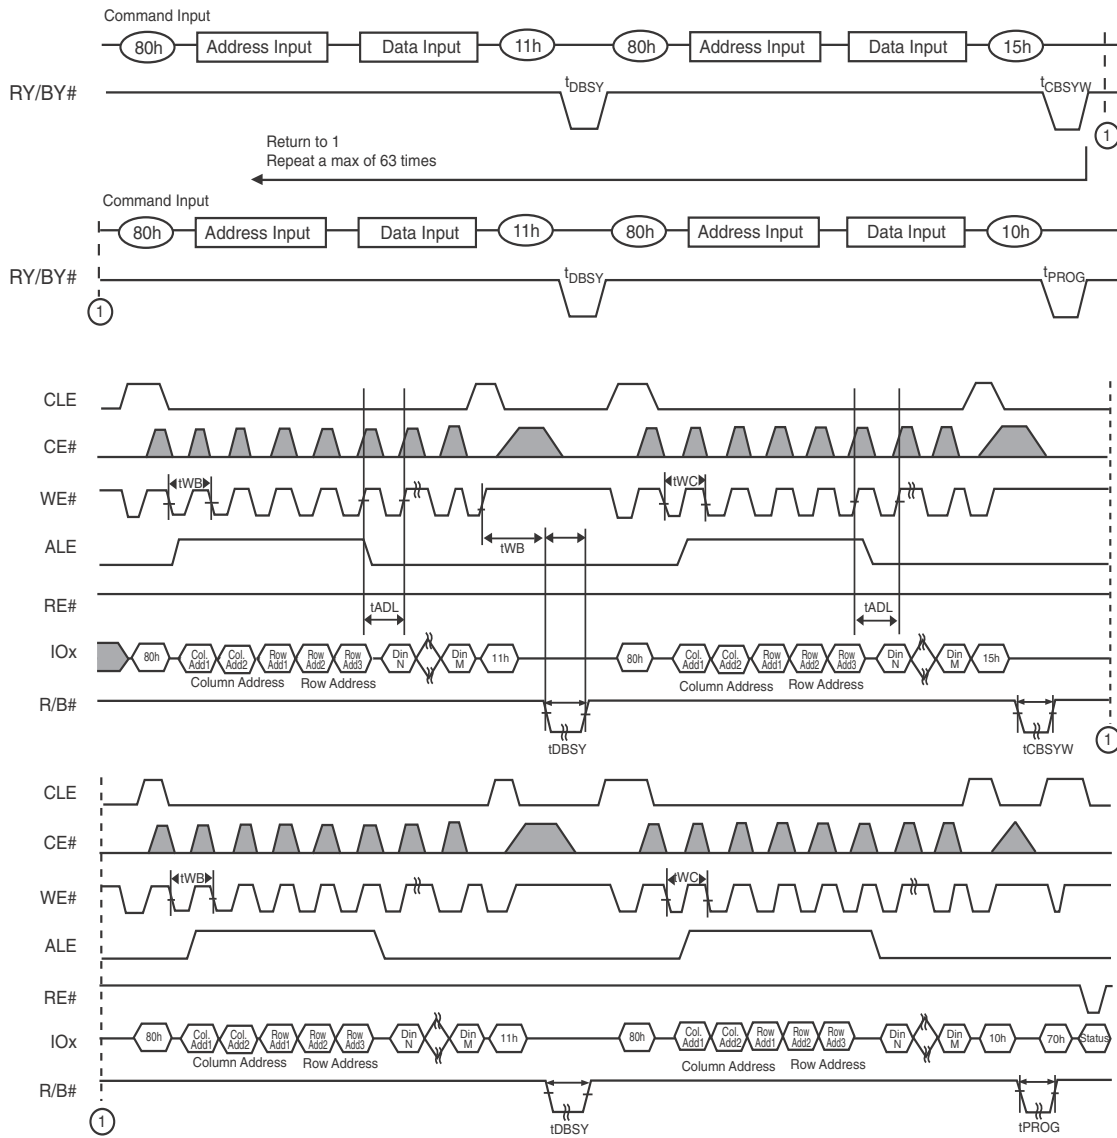 Command Input
80h Address Input Data Input 11h 80h Address Input Data Input 15h
RY/BY# tDBSY tCBSYW
1
Return to 1
Repeat a max of 63 times
Command Input
80h Address Input Data Input 11h 80h Address Input Data Input 10h
RY/BY# tDBSY tPROG
1
CLE
CE#
WE# tWB tWC
ALE tWB
RE# tADL tADL
IOx 80h Col. Add1 Col. Add2 Row Add1 Row Add2 Row Add3 Din N Din M 11h 80h Col. Add1 Col. Add2 Row Add1 Row Add2 Row Add3 Din N Din M 15h
Column Address Row Address Column Address Row Address
R/B#
tDBSY tCBSYW 1
CLE
CE#
WE# tWB tWC
ALE
RE#
IOx 80h Col. Add1 Col. Add2 Row Add1 Row Add2 Row Add3 Din N Din M 11h 80h Col. Add1 Col. Add2 Row Add1 Row Add2 Row Add3 Din N Din M 10h 70h Status
Column Address Row Address Column Address Row Address
R/B#
1 tDBSY tPROG